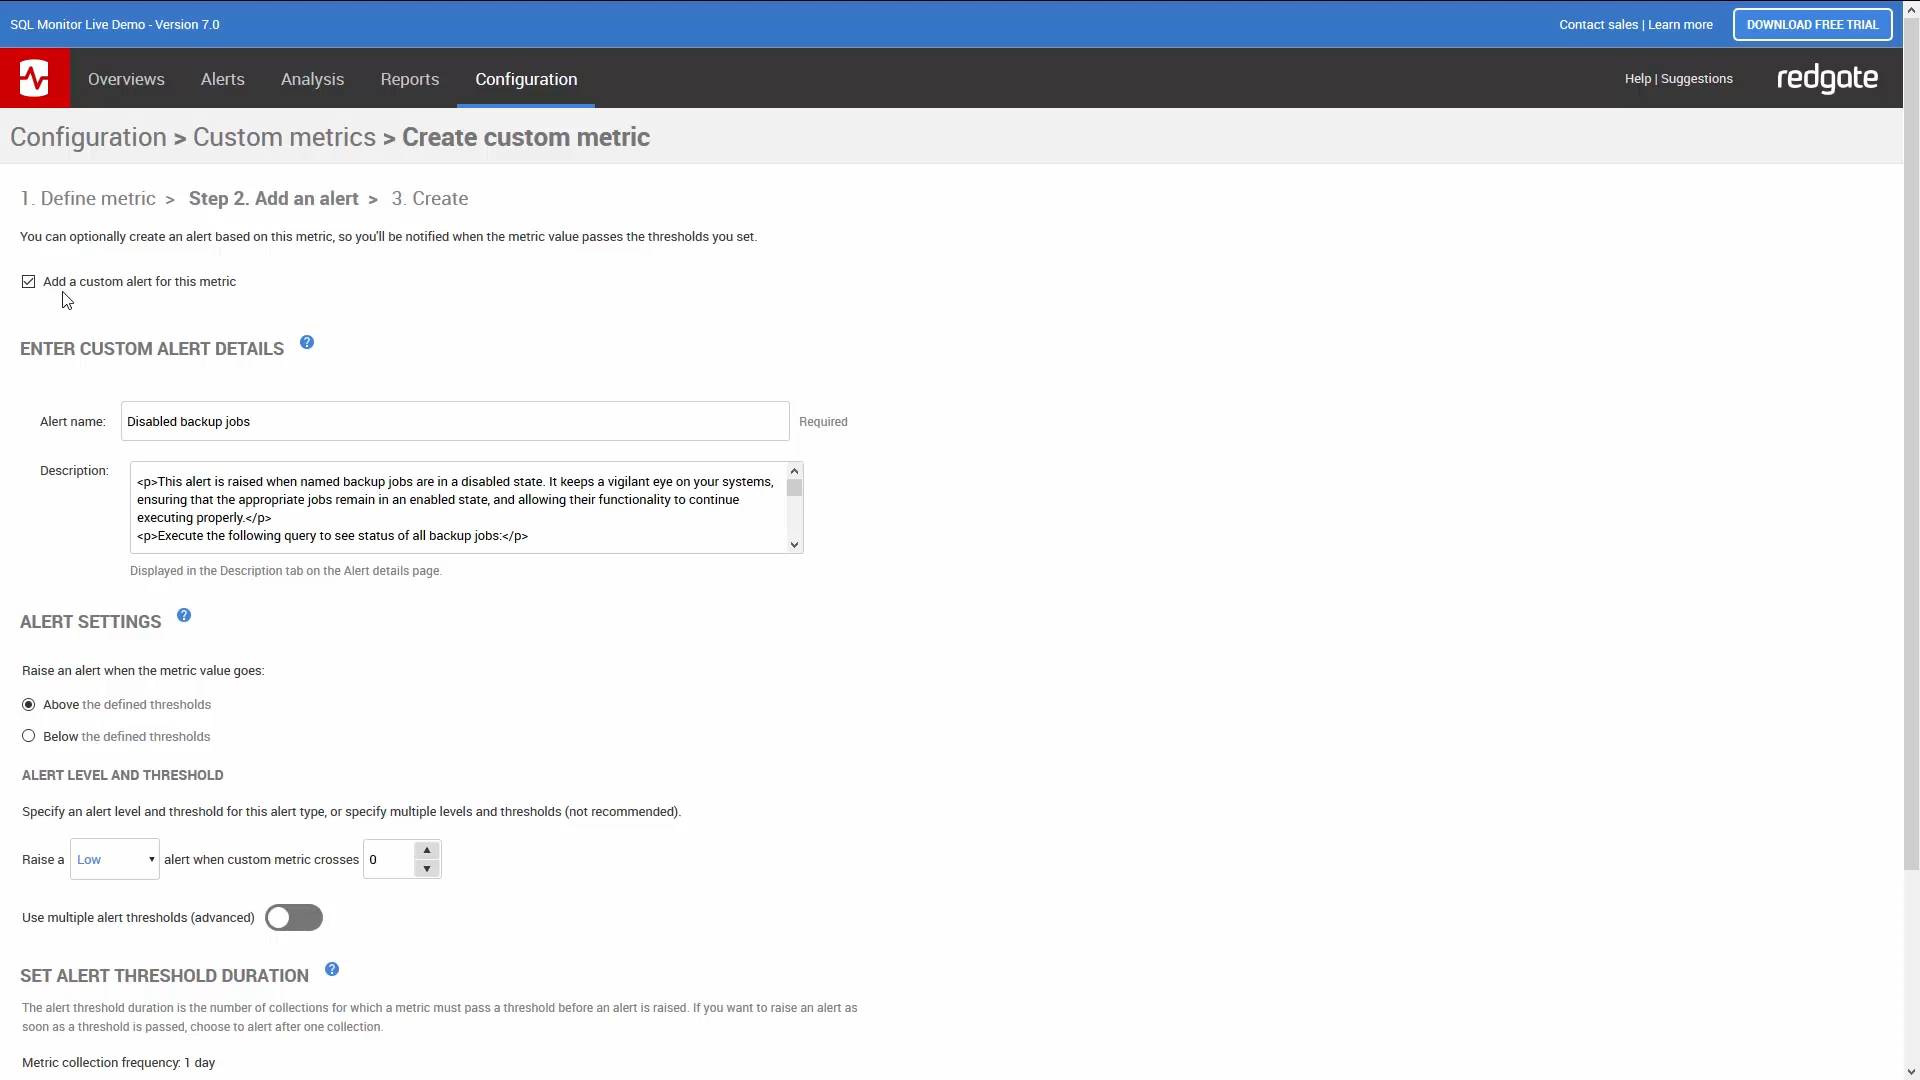 SQL Monitor Live Demo - Version 7.0
Contact sales | Learn more
DOWNLOAD FREE TRIAL
Overviews
Alerts
Analysis
Reports
Configuration
Help | Suggestions
redgate
Configuration > Custom metrics > Create custom metric
1. Define metric > Step 2. Add an alert > 3. Create
You can optionally create an alert based on this metric, so you'll be notified when the metric value passes the thresholds you set.
Add a custom alert for this metric
ENTER CUSTOM ALERT DETAILS ?
Alert name: Disabled backup jobs Required
Description:
<p>This alert is raised when named backup jobs are in a disabled state. It keeps a vigilant eye on your systems,
ensuring that the appropriate jobs remain in an enabled state, and allowing their functionality to continue
executing properly.</p>
<p>Execute the following query to see status of all backup jobs:</p>
Displayed in the Description tab on the Alert details page.
ALERT SETTINGS ?
Raise an alert when the metric value goes:
Above the defined thresholds
Below the defined thresholds
ALERT LEVEL AND THRESHOLD
Specify an alert level and threshold for this alert type, or specify multiple levels and thresholds (not recommended).
Raise a Low alert when custom metric crosses 0
Use multiple alert thresholds (advanced)
SET ALERT THRESHOLD DURATION ?
The alert threshold duration is the number of collections for which a metric must pass a threshold before an alert is raised. If you want to raise an alert as
soon as a threshold is passed, choose to alert after one collection.
Metric collection frequency: 1 day